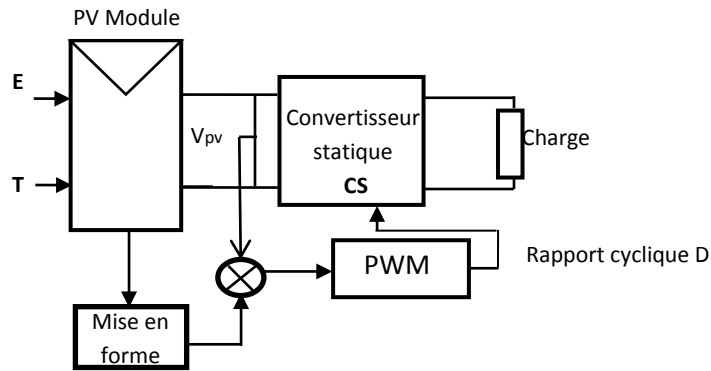 PV Module
E
T
Vpv
Convertisseur
statique
CS
Charge
PWM
Rapport cyclique D
Mise en
forme